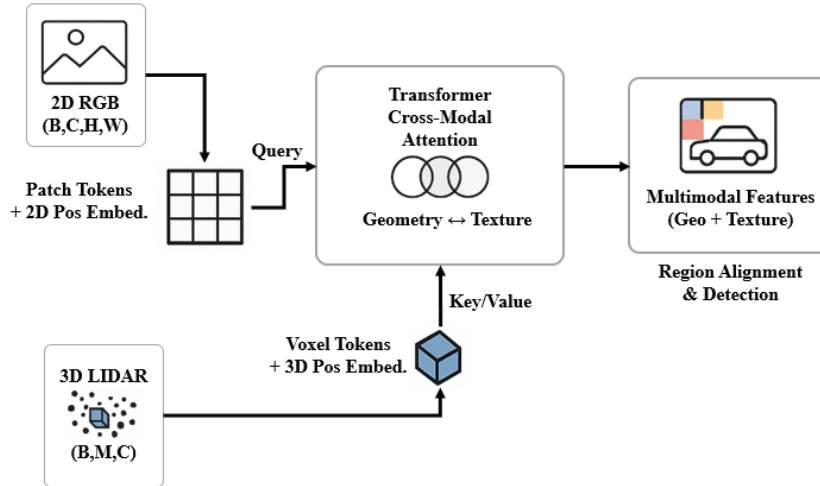 2D RGB
(B,C,H,W)
Patch Tokens
+ 2D Pos Embed.
Query
Transformer
Cross-Modal
Attention
Geometry ↔ Texture
Multimodal Features
(Geo + Texture)
Region Alignment
& Detection
Key/Value
Voxel Tokens
+ 3D Pos Embed.
3D LIDAR
(B,M,C)